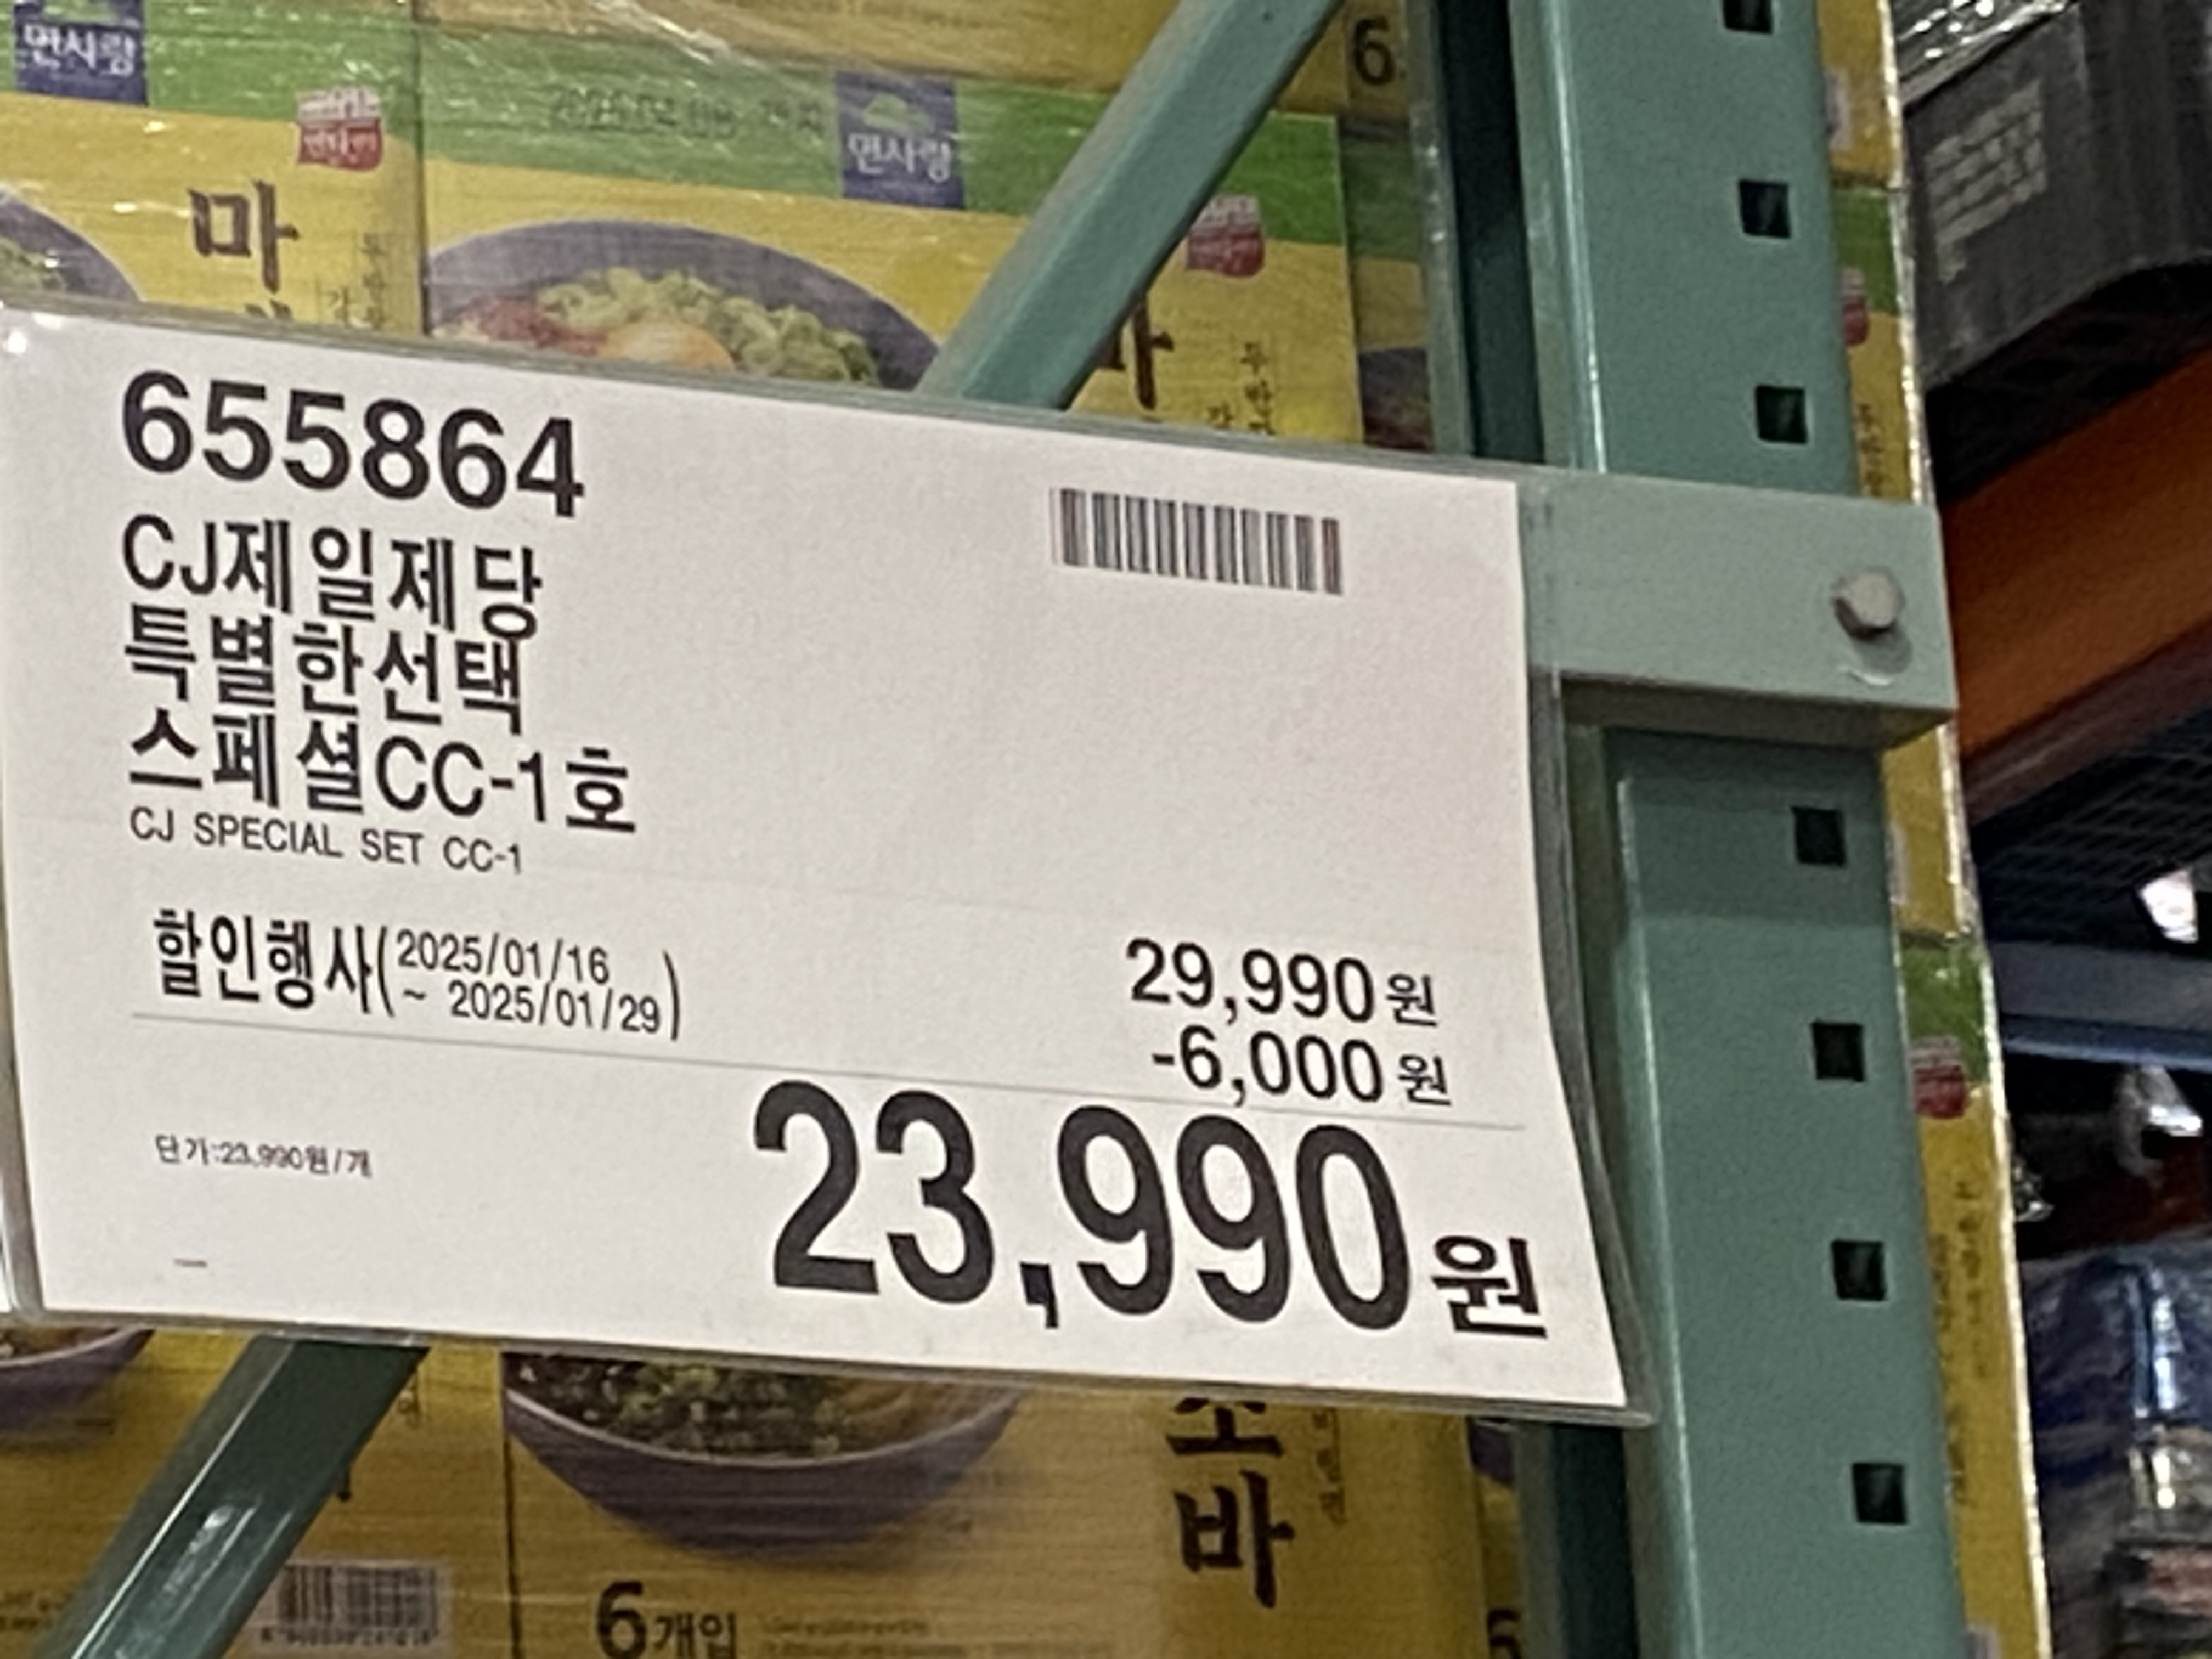 면사랑
면사랑
6
마
마
655864
CJ제일제당
특별한선택
스페셜CC-1호
CJ SPECIAL SET CC-1
할인행사(2025/01/16
~ 2025/01/29)
29,990원
-6,000원
단가:23,990원/개
23,990원
소
바
6개입